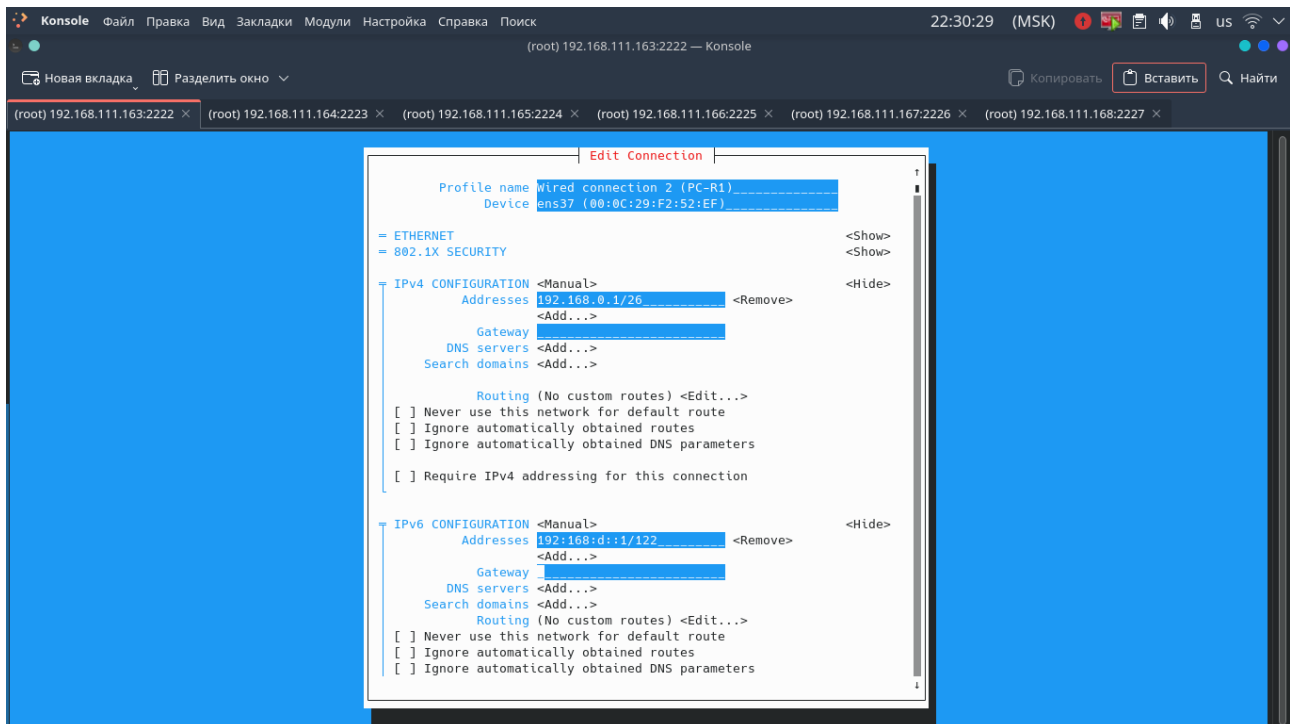 Konsole Файл Правка Вид Закладки Модули Настройка Справка Поиск 22:30:29 (MSK) us
(root) 192.168.111.163:2222 — Konsole
Новая вкладка Разделить окно Копировать Вставить Найти
(root) 192.168.111.163:2222 (root) 192.168.111.164:2223 (root) 192.168.111.165:2224 (root) 192.168.111.166:2225 (root) 192.168.111.167:2226 (root) 192.168.111.168:2227
Edit Connection
Profile name Wired connection 2 (PC-R1)______________
Device ens37 (00:0C:29:F2:52:EF)_______________
= ETHERNET <Show>
= 802.1X SECURITY <Show>
IPv4 CONFIGURATION <Manual> <Hide>
Addresses 192.168.0.1/26___________ <Remove>
<Add...>
Gateway _________________________
DNS servers <Add...>
Search domains <Add...>
Routing (No custom routes) <Edit...>
[ ] Never use this network for default route
[ ] Ignore automatically obtained routes
[ ] Ignore automatically obtained DNS parameters
[ ] Require IPv4 addressing for this connection
IPv6 CONFIGURATION <Manual> <Hide>
Addresses 192:168:d::1/122_________ <Remove>
<Add...>
Gateway _________________________
DNS servers <Add...>
Search domains <Add...>
Routing (No custom routes) <Edit...>
[ ] Never use this network for default route
[ ] Ignore automatically obtained routes
[ ] Ignore automatically obtained DNS parameters